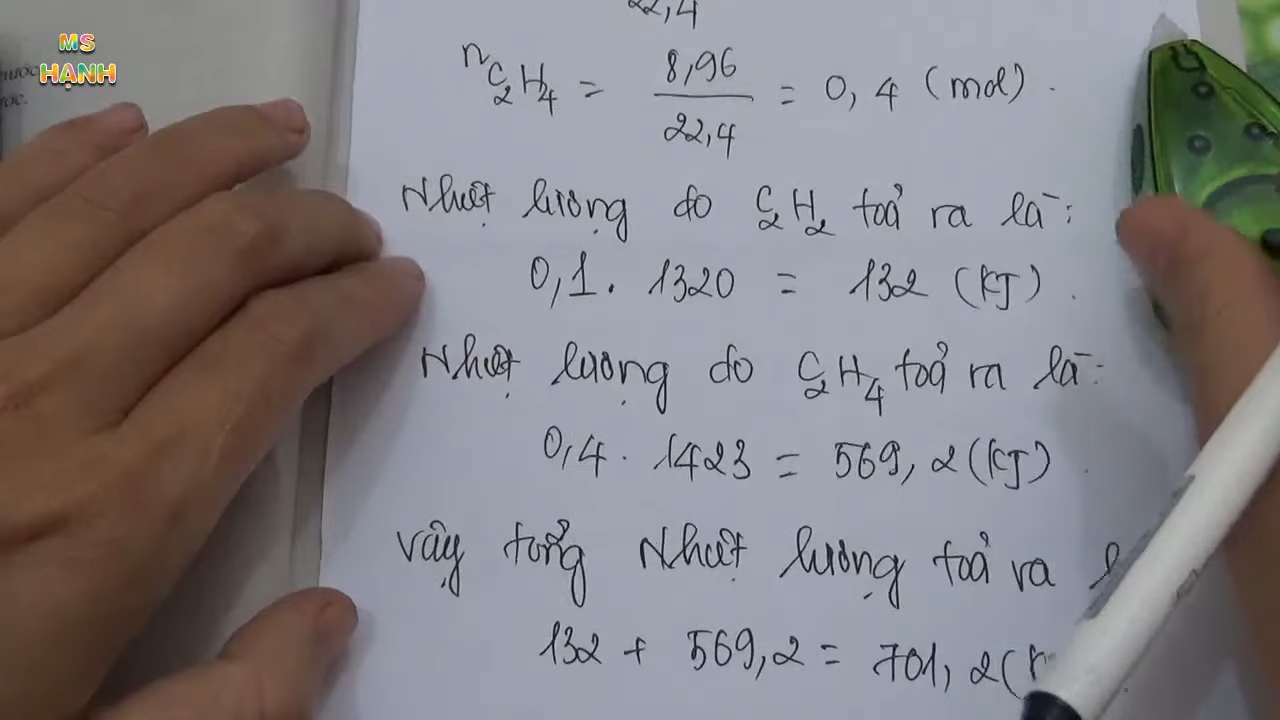 MS
HẠNH
22,4
nC₂H₄ = 8,96 / 22,4 = 0,4 (mol).
Nhiệt lượng do C₂H₂ toả ra là:
0,1. 1320 = 132 (KJ).
Nhiệt lượng do C₂H₄ toả ra là:
0,4. 1423 = 569,2 (KJ).
Vậy tổng Nhiệt lượng toả ra l
132 + 569,2 = 701,2 (K